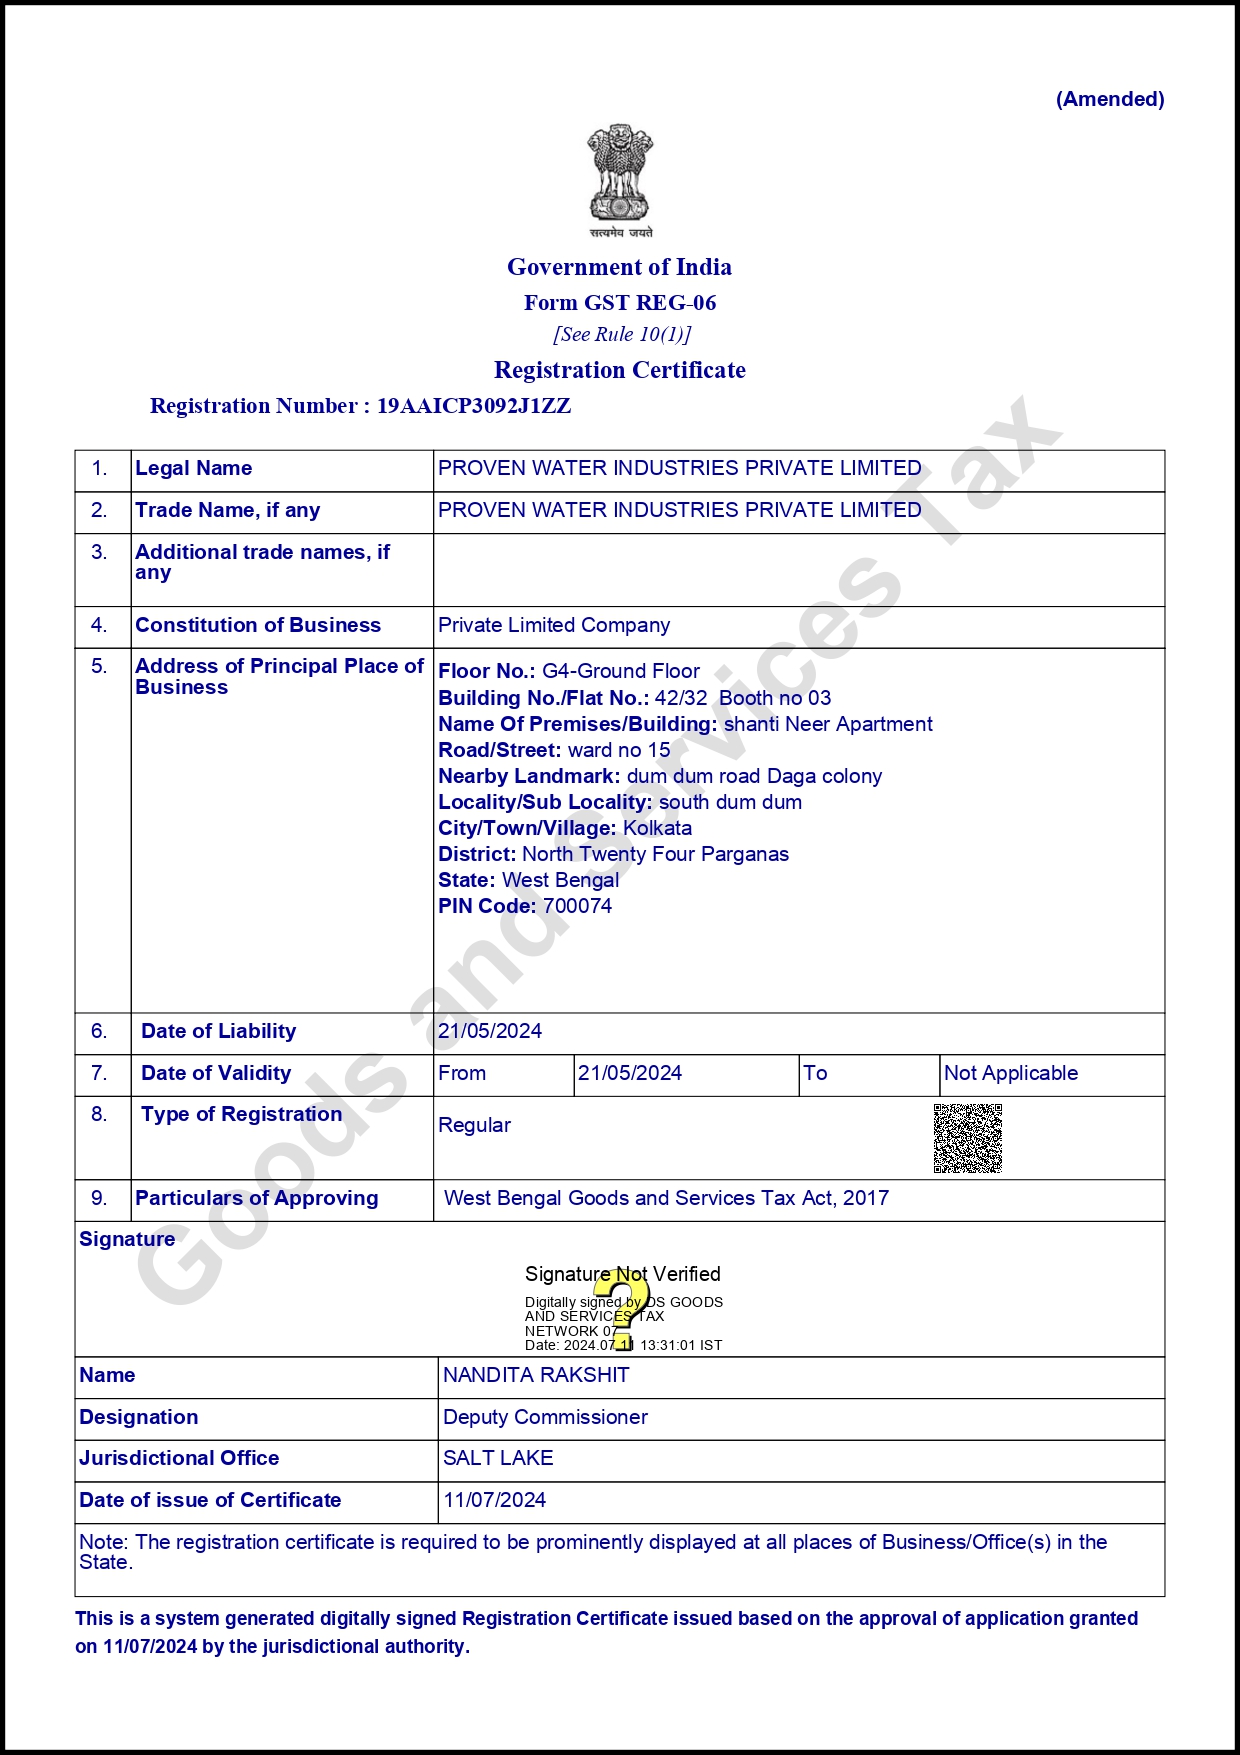 (Amended)
सत्यमेव जयते
Government of India
Form GST REG-06
[See Rule 10(1)]
Registration Certificate
Registration Number : 19AAICP3092J1ZZ
1. Legal Name PROVEN WATER INDUSTRIES PRIVATE LIMITED
2. Trade Name, if any PROVEN WATER INDUSTRIES PRIVATE LIMITED
3. Additional trade names, if
any
4. Constitution of Business Private Limited Company
5. Address of Principal Place of
Business
Floor No.: G4-Ground Floor
Building No./Flat No.: 42/32 Booth no 03
Name Of Premises/Building: shanti Neer Apartment
Road/Street: ward no 15
Nearby Landmark: dum dum road Daga colony
Locality/Sub Locality: south dum dum
City/Town/Village: Kolkata
District: North Twenty Four Parganas
State: West Bengal
PIN Code: 700074
6. Date of Liability 21/05/2024
7. Date of Validity From 21/05/2024 To Not Applicable
8. Type of Registration Regular
9. Particulars of Approving West Bengal Goods and Services Tax Act, 2017
Signature
Signature Not Verified
Digitally signed by DS GOODS
AND SERVICES TAX
NETWORK 07
Date: 2024.07.11 13:31:01 IST
Name NANDITA RAKSHIT
Designation Deputy Commissioner
Jurisdictional Office SALT LAKE
Date of issue of Certificate 11/07/2024
Note: The registration certificate is required to be prominently displayed at all places of Business/Office(s) in the
State.
This is a system generated digitally signed Registration Certificate issued based on the approval of application granted
on 11/07/2024 by the jurisdictional authority.
Goods and Services Tax